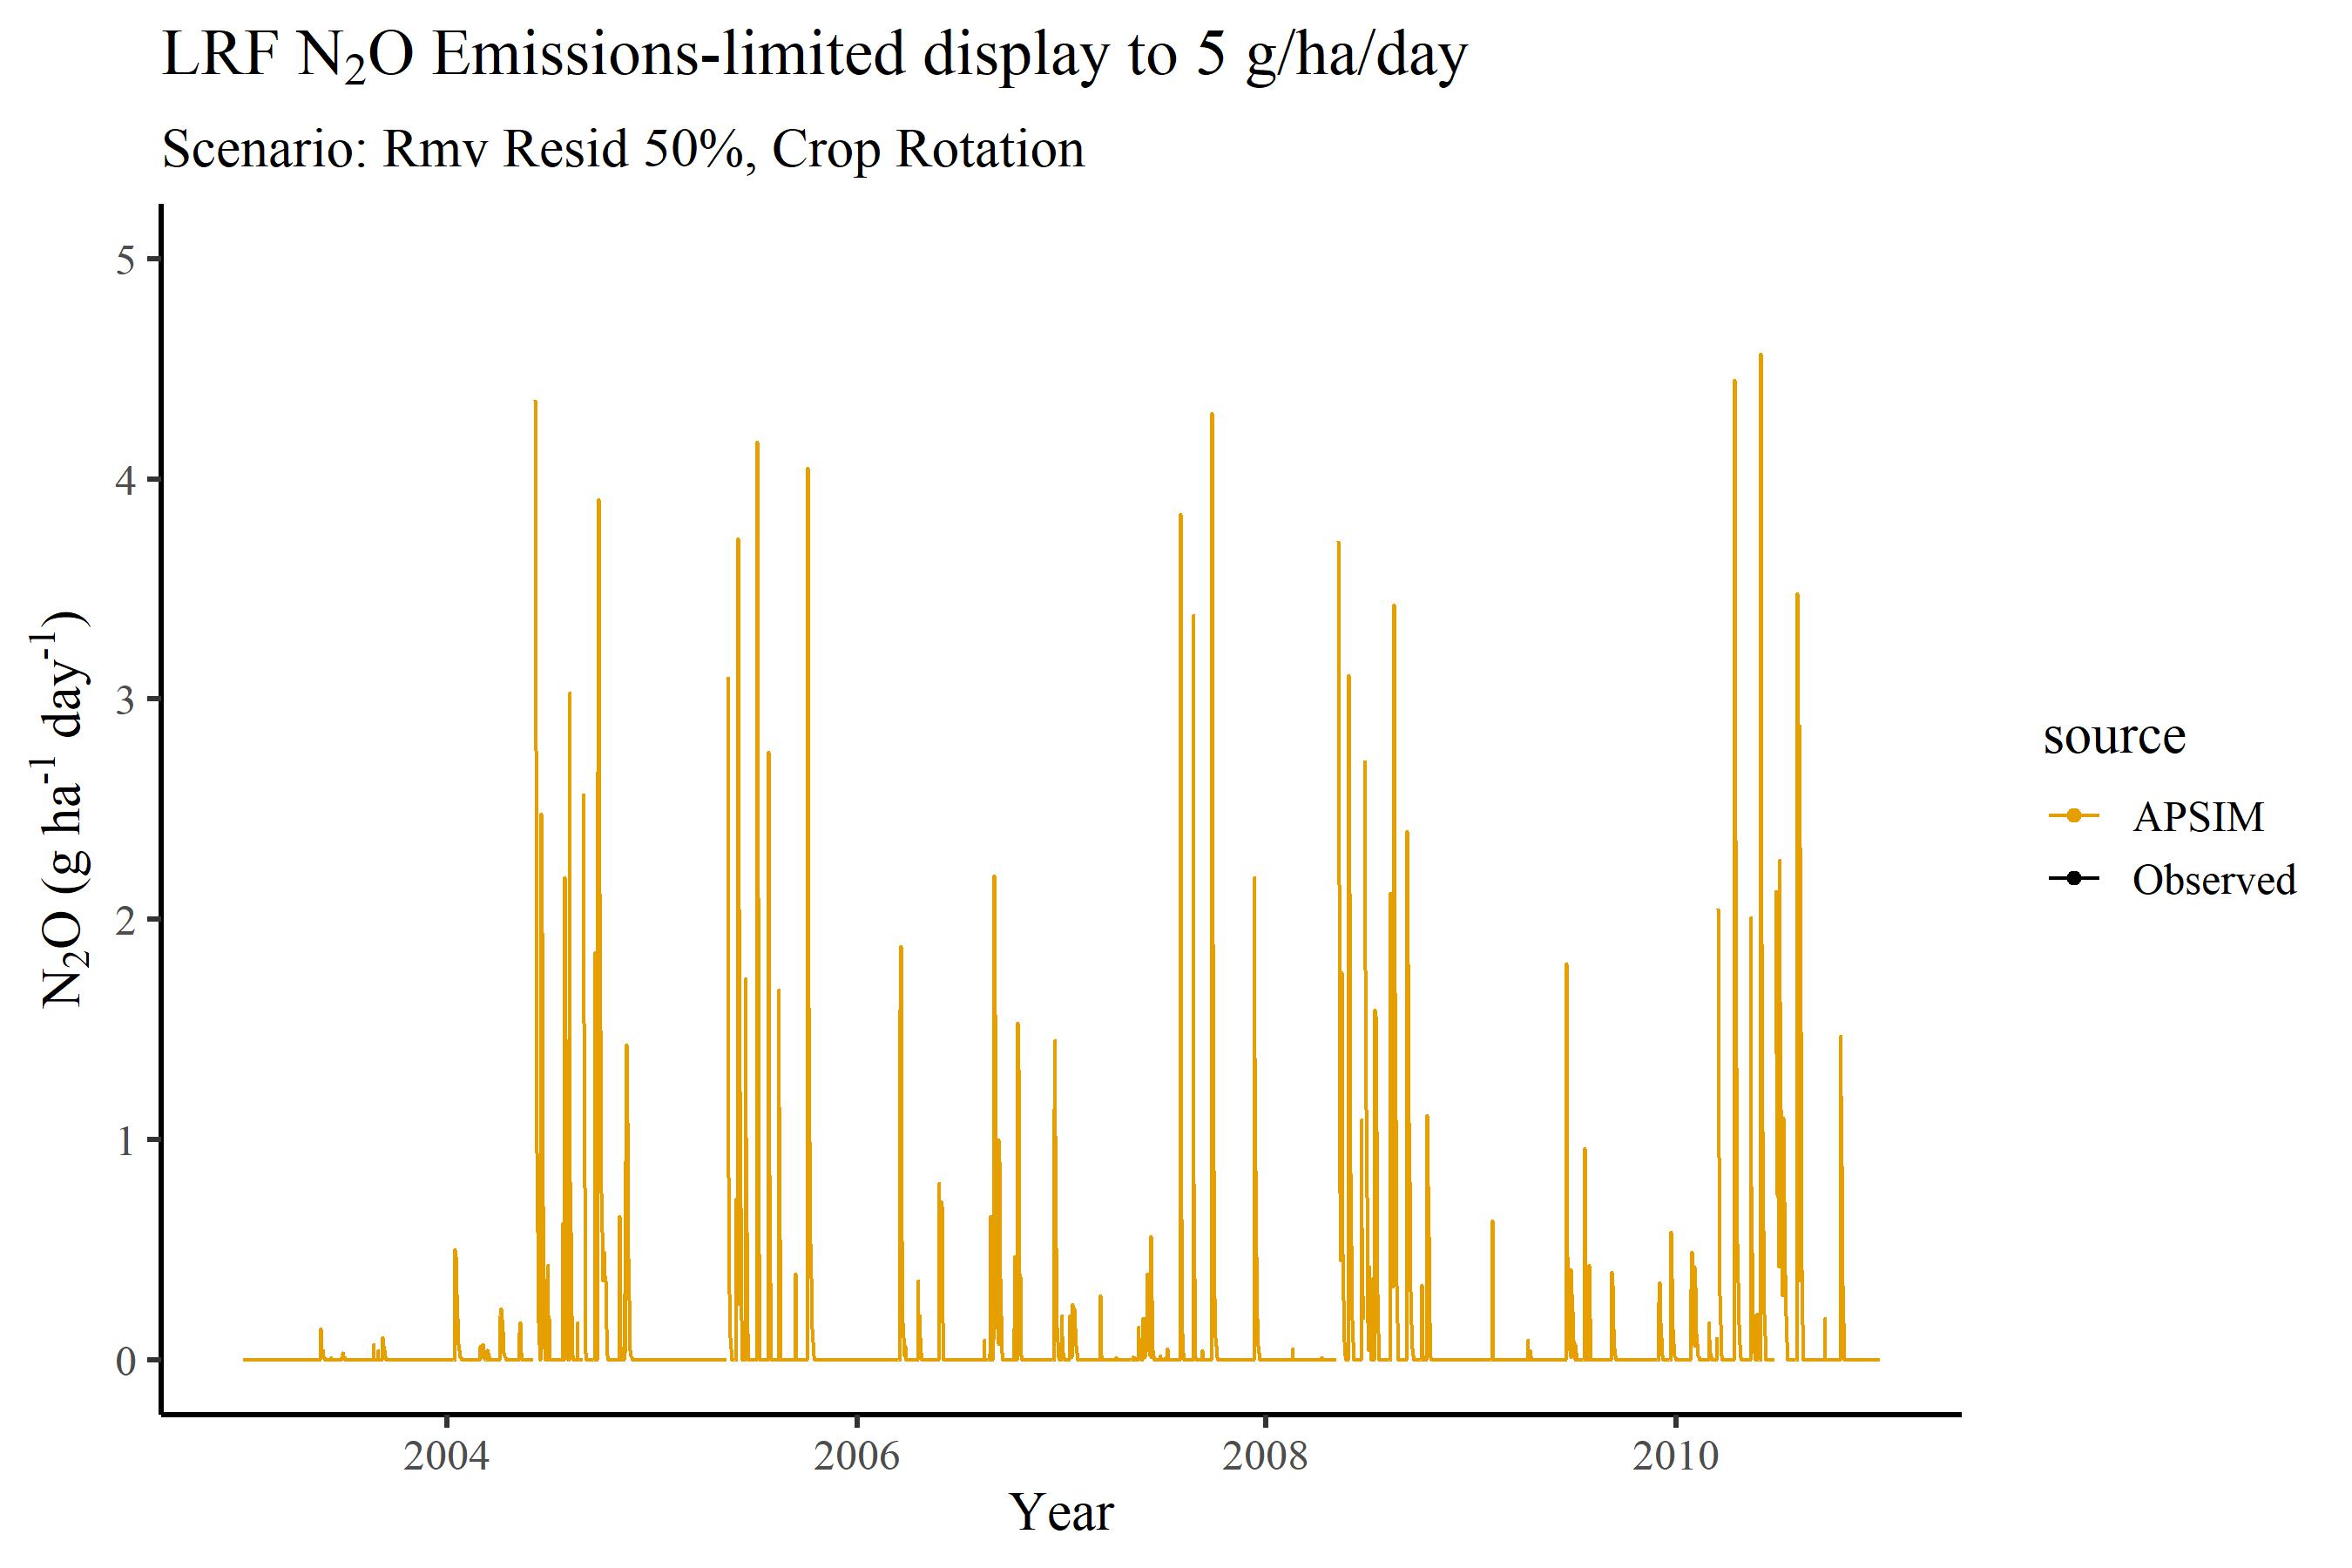 LRF N₂O Emissions-limited display to 5 g/ha/day
Scenario: Rmv Resid 50%, Crop Rotation
5
4
3
2
1
0
N₂O (g ha⁻¹ day⁻¹)
2004 2006 2008 2010
Year
source
APSIM
Observed